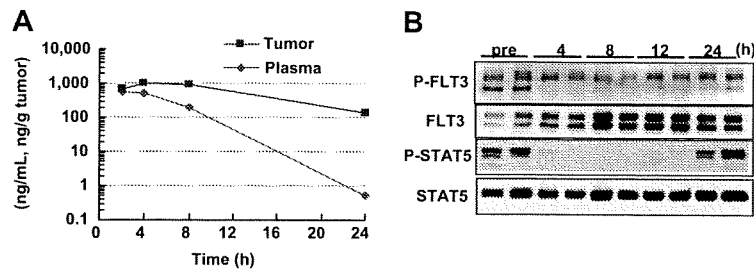 A
(ng/mL, ng/g tumor)
10,000
1,000
100
10
1
0.1
0 4 8 12 16 20 24
Time (h)
Tumor
Plasma
B
pre 4 8 12 24 (h)
P-FLT3
FLT3
P-STAT5
STAT5